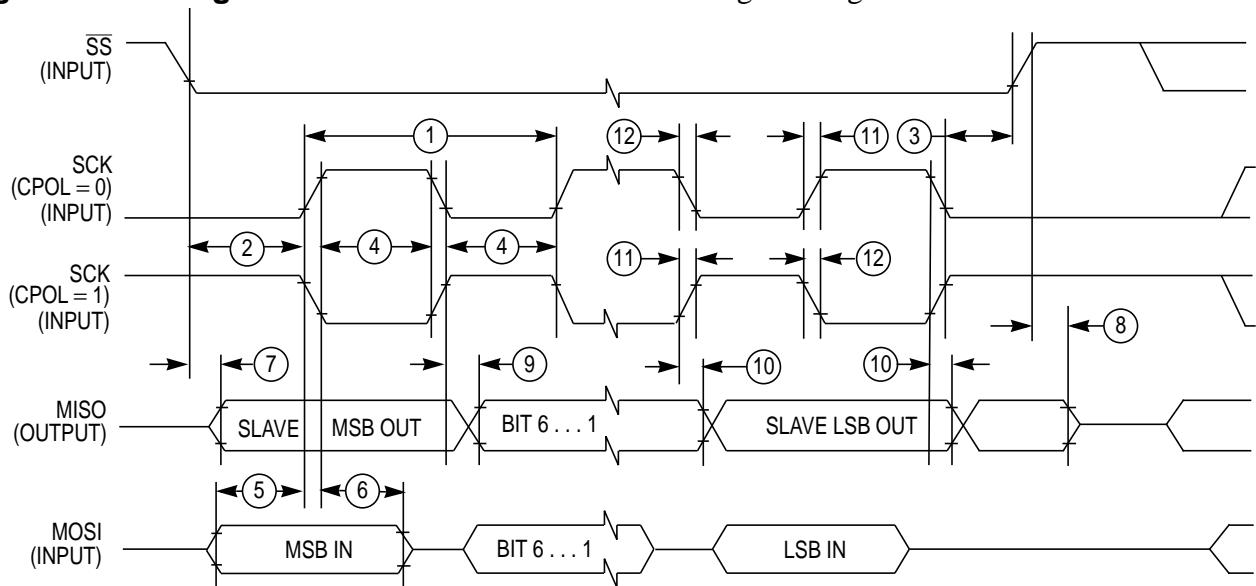 SS
(INPUT)
1
12
11
3
SCK
(CPOL = 0)
(INPUT)
2
4
4
11
12
SCK
(CPOL = 1)
(INPUT)
7
9
10
10
8
MISO
(OUTPUT)
SLAVE
MSB OUT
BIT 6 . . . 1
SLAVE LSB OUT
5
6
MOSI
(INPUT)
MSB IN
BIT 6 . . . 1
LSB IN